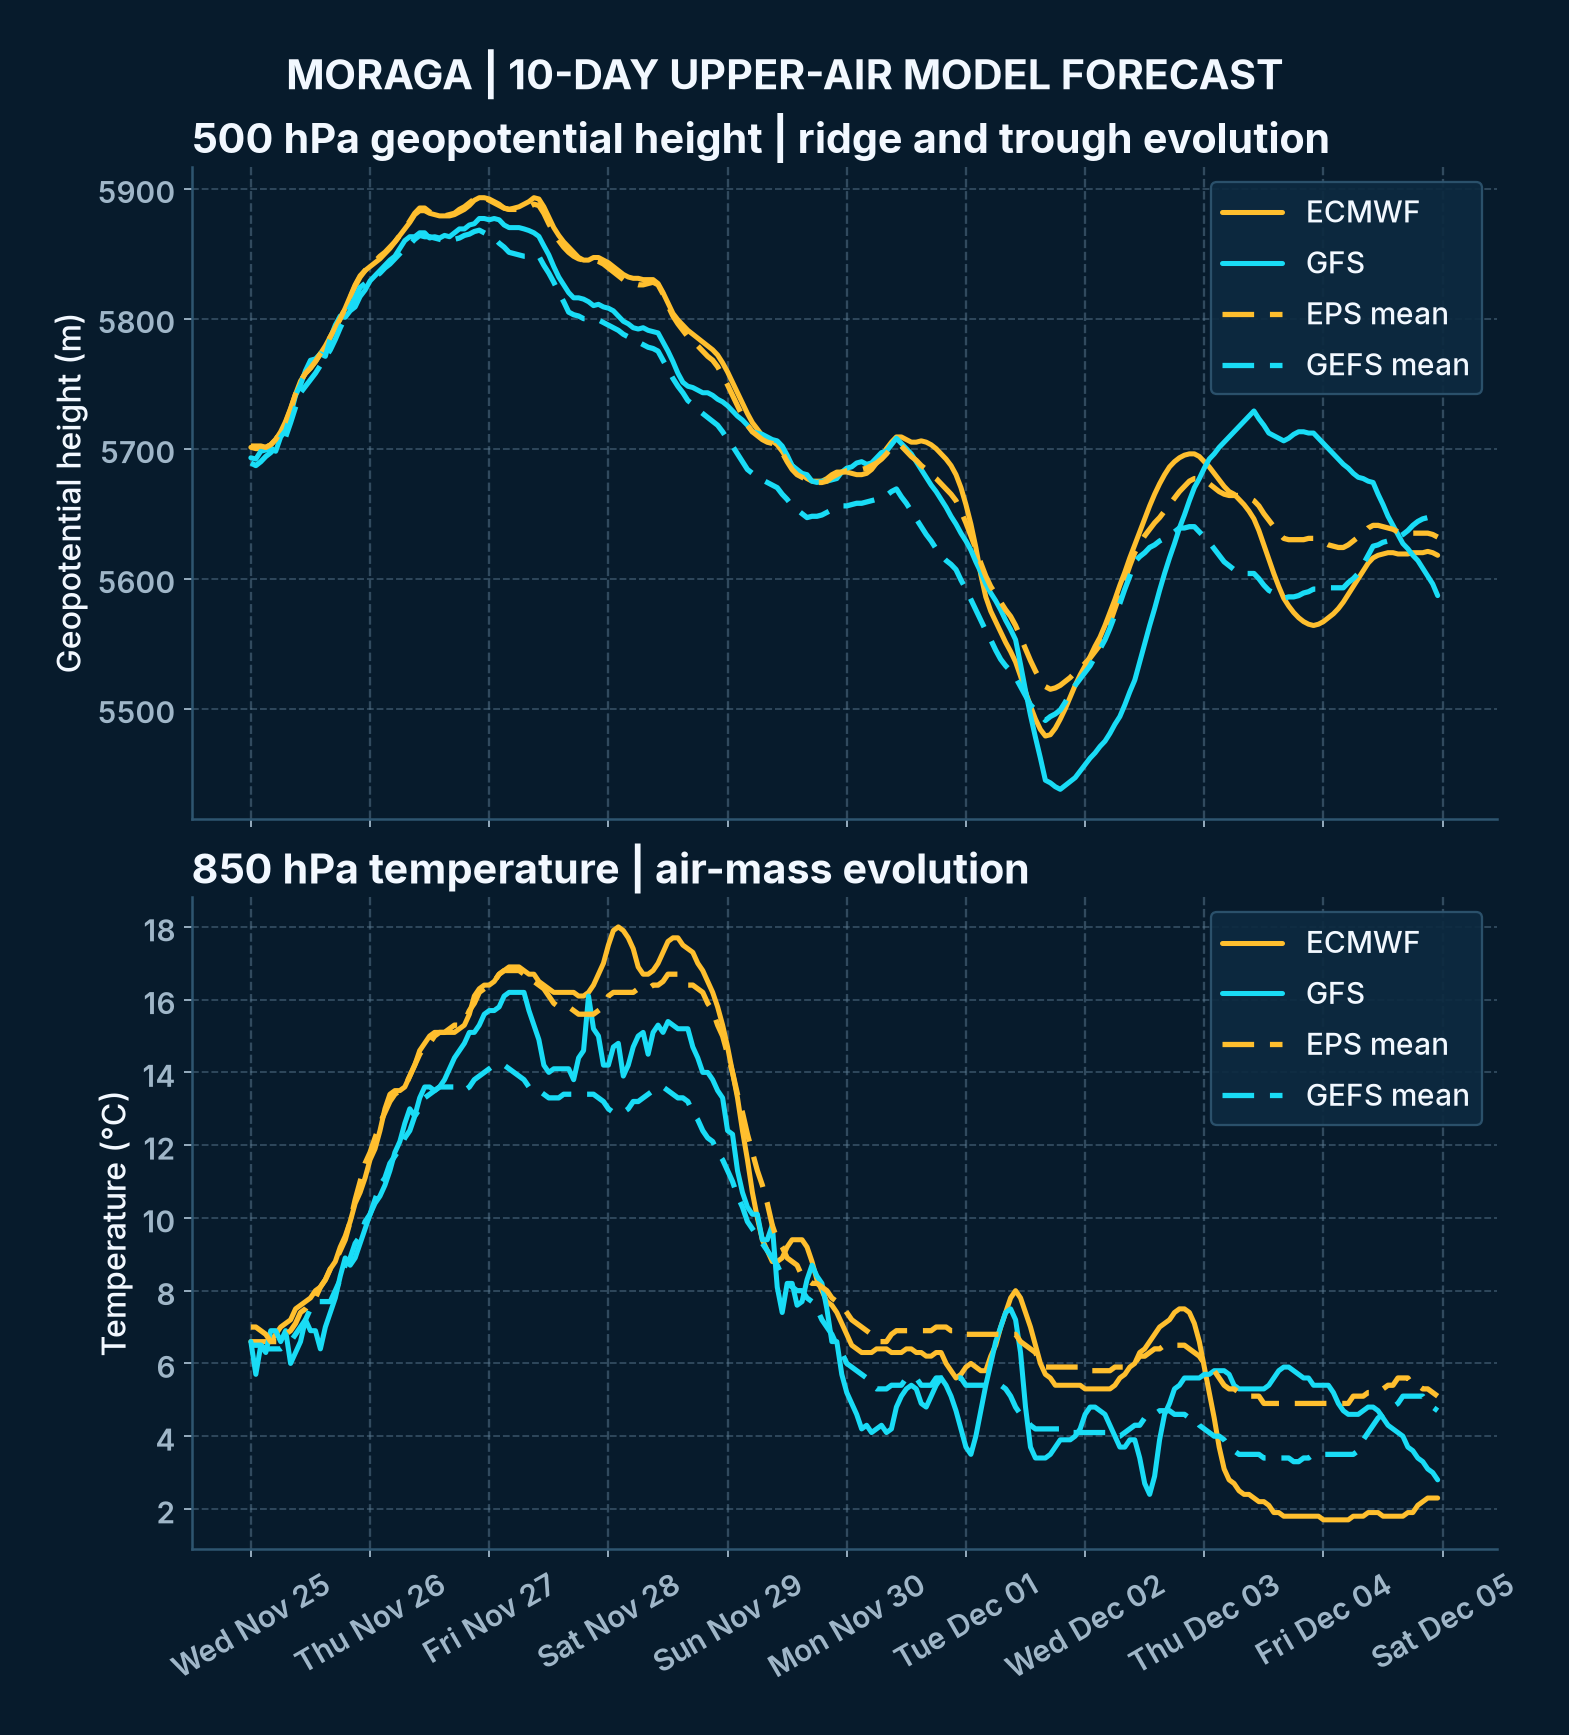 MORAGA | 10-DAY UPPER-AIR MODEL FORECAST
500 hPa geopotential height | ridge and trough evolution
Geopotential height (m)
5900
5800
5700
5600
5500
ECMWF
GFS
EPS mean
GEFS mean
850 hPa temperature | air-mass evolution
Temperature (°C)
18
16
14
12
10
8
6
4
2
ECMWF
GFS
EPS mean
GEFS mean
Wed Nov 25
Thu Nov 26
Fri Nov 27
Sat Nov 28
Sun Nov 29
Mon Nov 30
Tue Dec 01
Wed Dec 02
Thu Dec 03
Fri Dec 04
Sat Dec 05